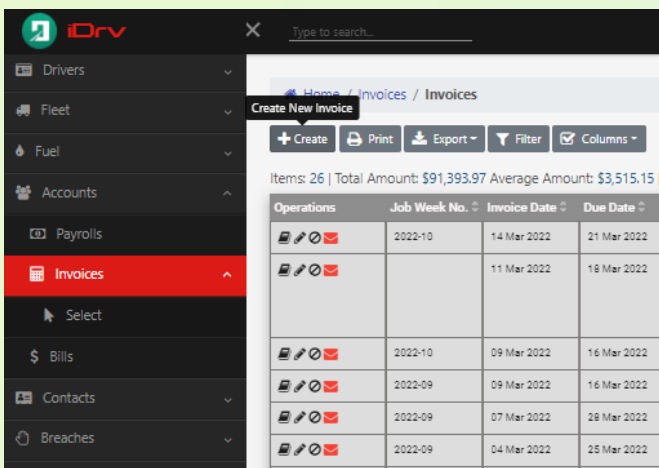 iDrv
Type to search...
Drivers
Fleet
Fuel
Accounts
Payrolls
Invoices
Select
Bills
Contacts
Breaches
Home / Invoices / Invoices
Create New Invoice
Create Print Export Filter Columns
Items: 26 | Total Amount: $91,393.97 Average Amount: $3,515.15
Operations Job Week No. Invoice Date Due Date
2022-10 14 Mar 2022 21 Mar 2022
11 Mar 2022 18 Mar 2022
2022-10 09 Mar 2022 16 Mar 2022
2022-09 09 Mar 2022 16 Mar 2022
2022-09 07 Mar 2022 28 Mar 2022
2022-09 04 Mar 2022 25 Mar 2022